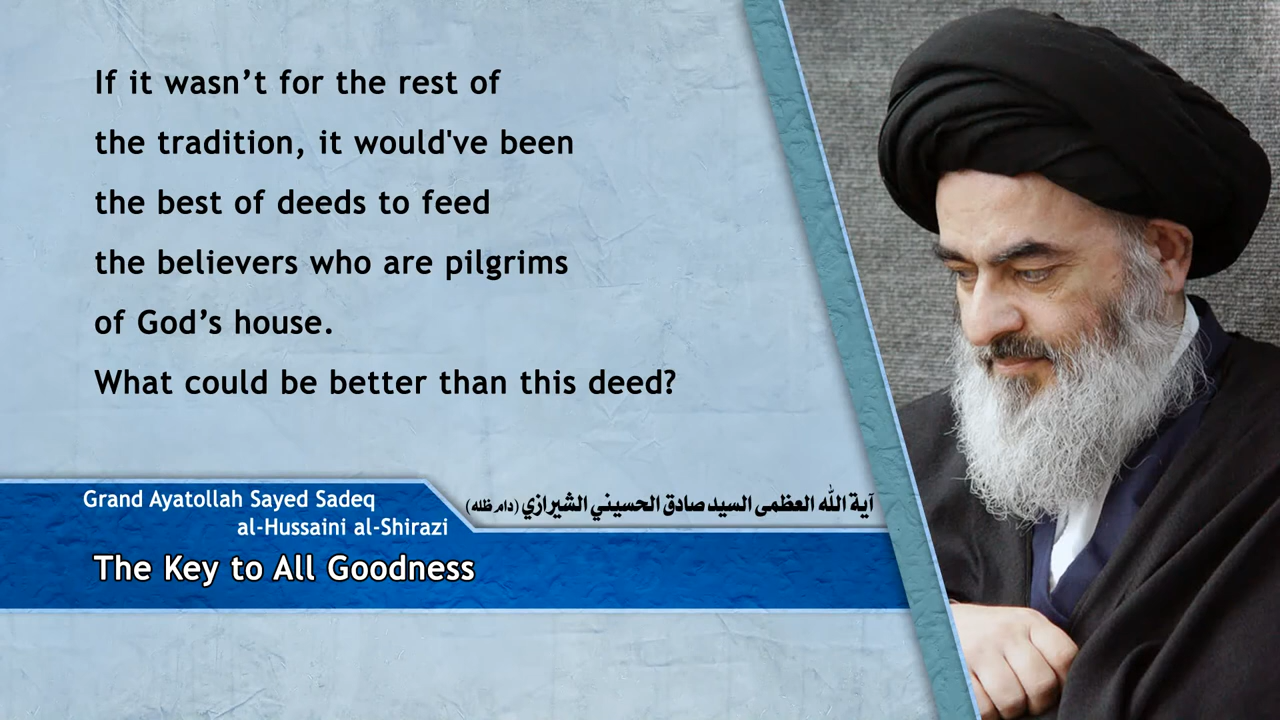 If it wasn’t for the rest of
the tradition, it would've been
the best of deeds to feed
the believers who are pilgrims
of God’s house.
What could be better than this deed?
Grand Ayatollah Sayed Sadeq
al-Hussaini al-Shirazi
آية الله العظمى السيد صادق الحسيني الشيرازي (دام ظله)
The Key to All Goodness